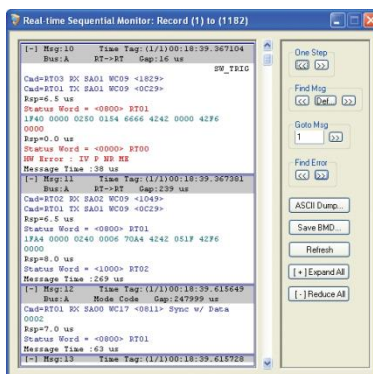 Real-time Sequential Monitor: Record (1) to (1182)
[-] Msg:10 Time Tag:(1/1)00:18:39.367104
Bus:A RT->RT Gap:16 us
SW_TRIG
Cmd=RT03 RX SA01 WC09 <1829>
Cmd=RT01 TX SA01 WC09 <0C29>
Rsp=6.5 us
Status Word = <0800> RT01
1F40 0000 0250 0154 6666 4242 0000 42F6
0000
Rsp=0.0 us
Status Word = <0000> RT00
HW Error : IV P NR ME
Message Time :38 us
[-] Msg:11 Time Tag:(1/1)00:18:39.367381
Bus:A RT->RT Gap:239 us
Cmd=RT02 RX SA02 WC09 <1049>
Cmd=RT01 TX SA01 WC09 <0C29>
Rsp=6.5 us
Status Word = <0800> RT01
1FA4 0000 0240 0006 70A4 4242 051F 42F6
0000
Rsp=8.0 us
Status Word = <1000> RT02
Message Time :269 us
[-] Msg:12 Time Tag:(1/1)00:18:39.615649
Bus:A Mode Code Gap:247999 us
Cmd=RT01 RX SA00 WC17 <0811> Sync w/ Data
0002
Rsp=7.0 us
Status Word = <0800> RT01
Message Time :63 us
[-] Msg:13 Time Tag:(1/1)00:18:39.615728
One Step
<< >>
Find Msg
<< Def... >>
Goto Msg
1 >>
Find Error
<< >>
ASCII Dump...
Save BMD...
Refresh
[+] Expand All
[-] Reduce All